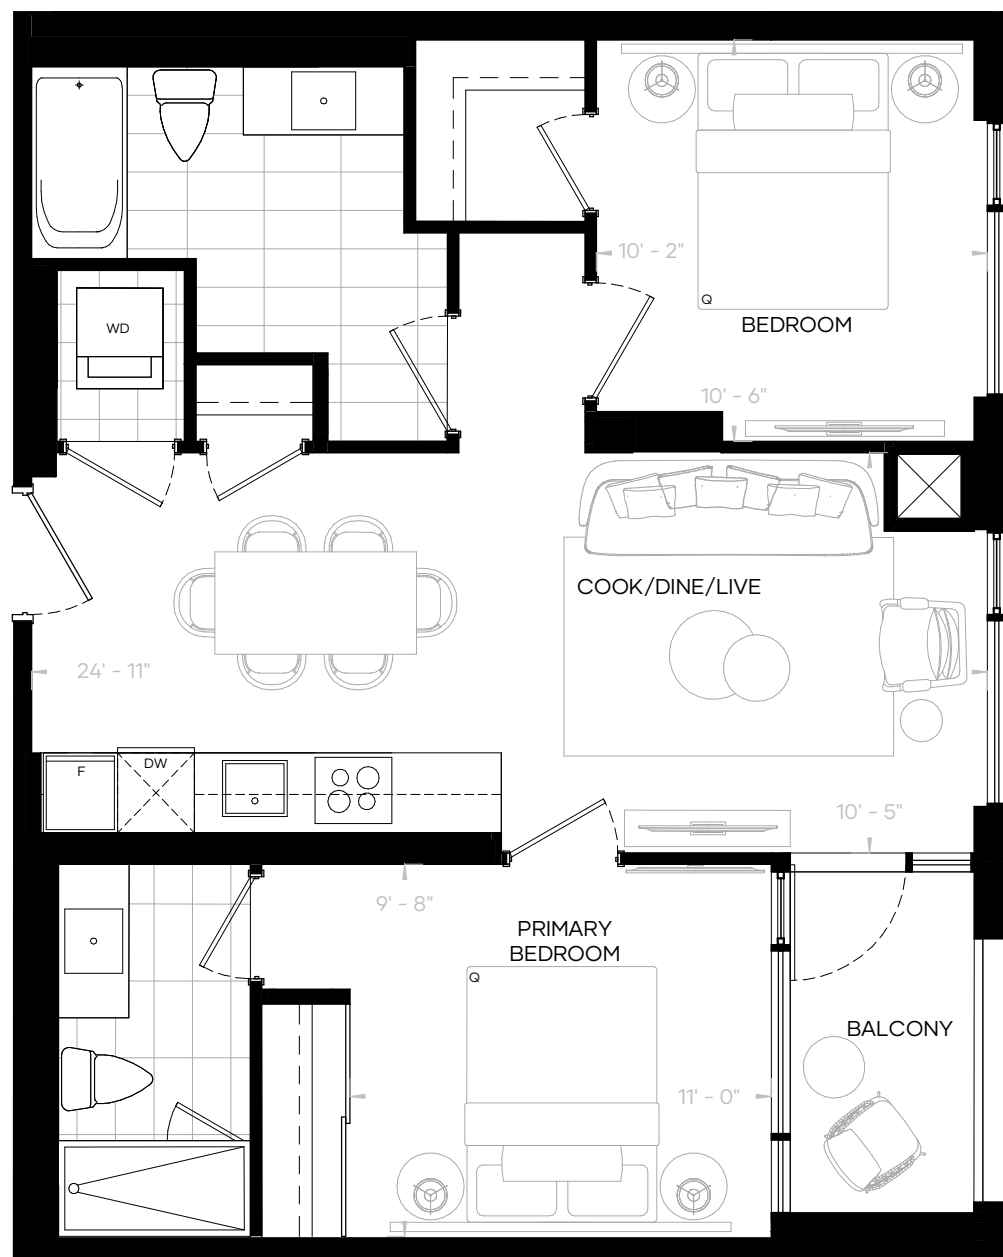 10' - 2"
Q
WD
BEDROOM
10' - 6"
COOK/DINE/LIVE
24' - 11"
F
DW
10' - 5"
9' - 8"
PRIMARY
BEDROOM
Q
BALCONY
11' - 0"